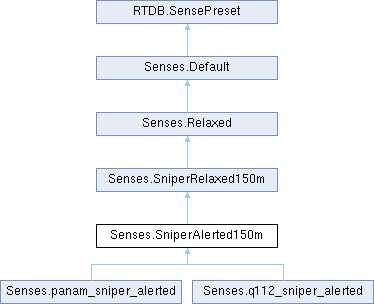 RTDB.SensePreset
Senses.Default
Senses.Relaxed
Senses.SniperRelaxed150m
Senses.SniperAlerted150m
Senses.panam_sniper_alerted
Senses.q112_sniper_alerted